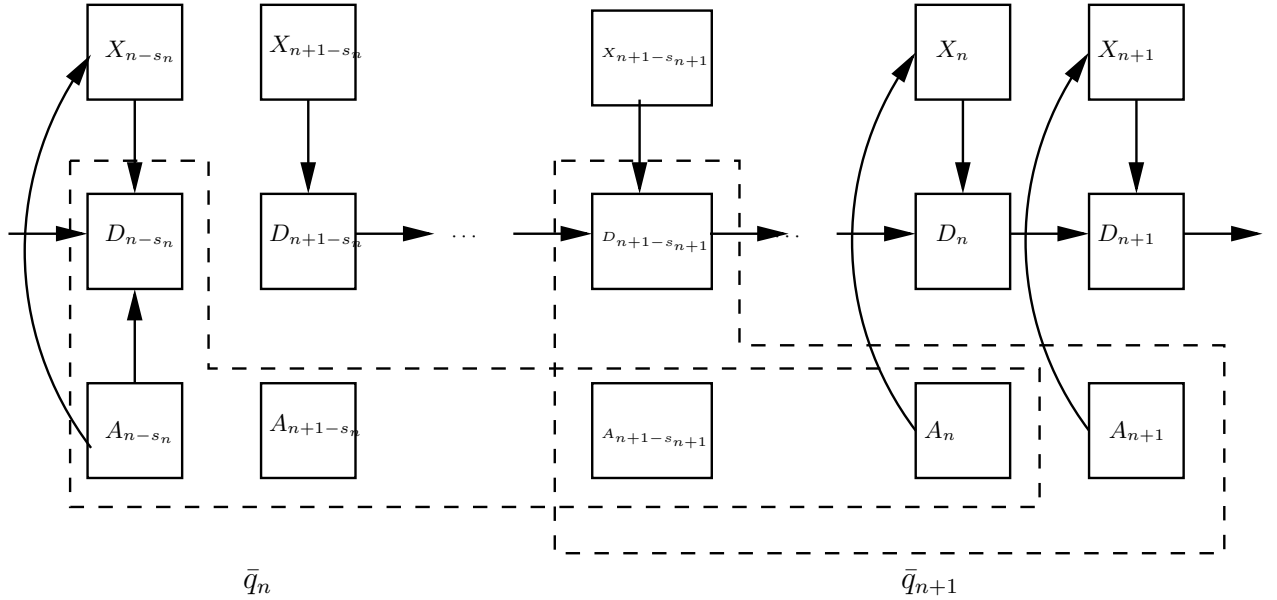 X_{n-s_n} X_{n+1-s_n} X_{n+1-s_{n+1}} X_n X_{n+1}
D_{n-s_n} D_{n+1-s_n} ... D_{n+1-s_{n+1}} ... D_n D_{n+1}
A_{n-s_n} A_{n+1-s_n} A_{n+1-s_{n+1}} A_n A_{n+1}
q̄_n q̄_{n+1}